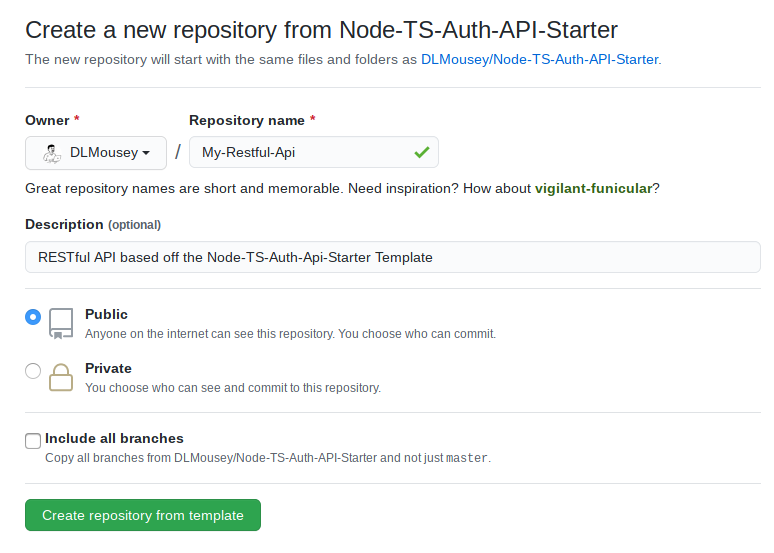 Create a new repository from Node-TS-Auth-API-Starter
The new repository will start with the same files and folders as DLMousey/Node-TS-Auth-API-Starter.
Owner * Repository name *
DLMousey / My-Restful-Api
Great repository names are short and memorable. Need inspiration? How about vigilant-funicular?
Description (optional)
RESTful API based off the Node-TS-Auth-Api-Starter Template
Public
Anyone on the internet can see this repository. You choose who can commit.
Private
You choose who can see and commit to this repository.
Include all branches
Copy all branches from DLMousey/Node-TS-Auth-API-Starter and not just master.
Create repository from template